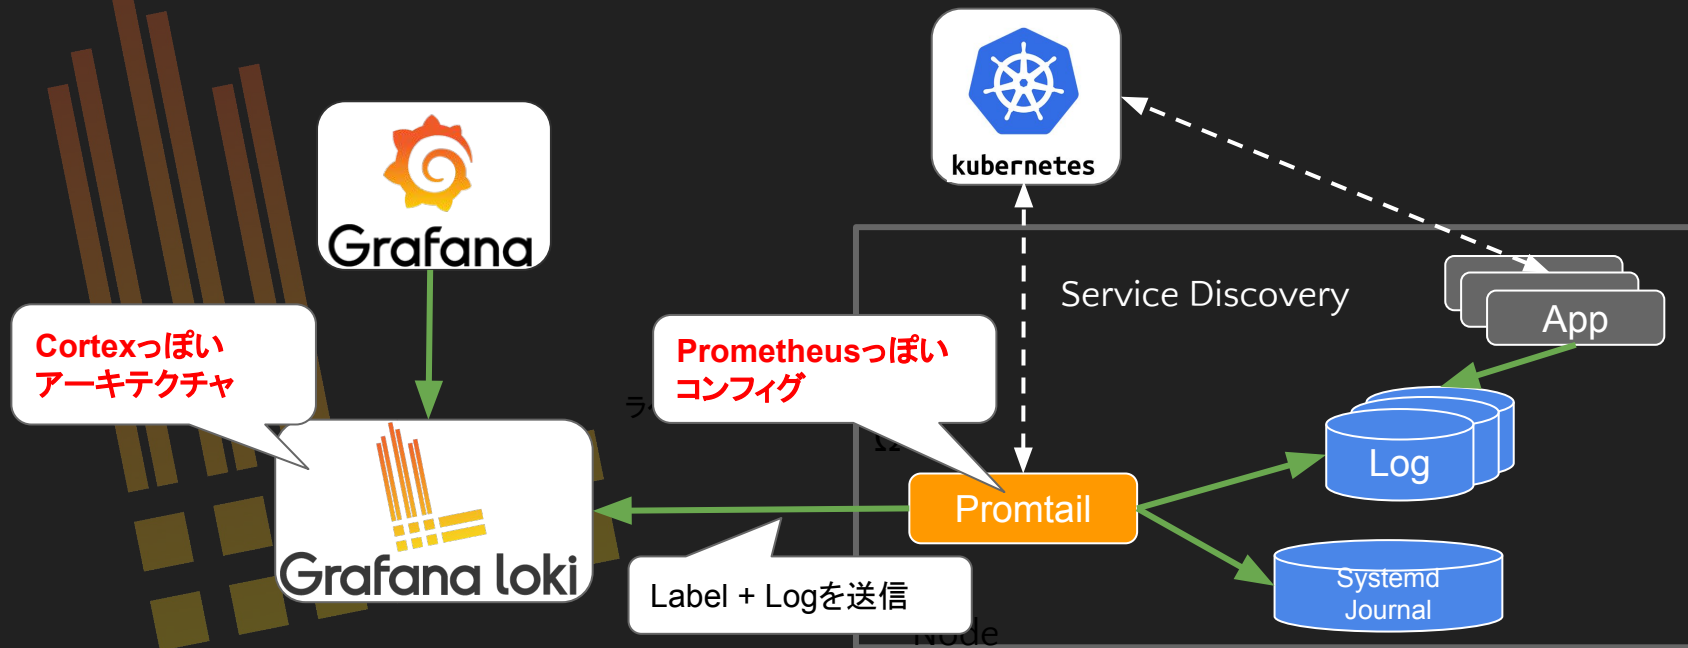 kubernetes
Grafana
Service Discovery
App
Cortexっぽい
アーキテクチャ
Prometheusっぽい
コンフィグ
Log
Promtail
Grafana loki
Label + Logを送信
Systemd
Journal
Node